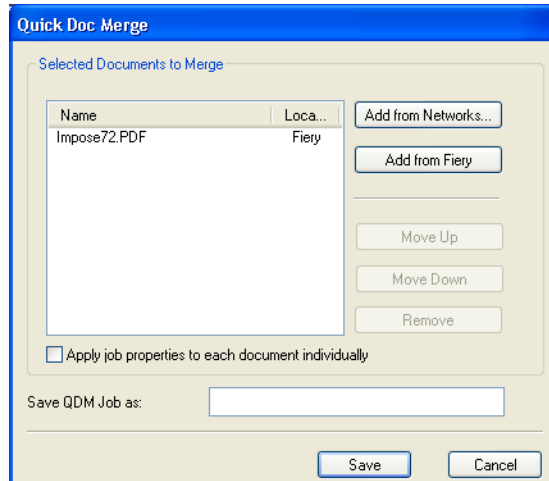 Quick Doc Merge
Selected Documents to Merge
Name Loca... Add from Networks...
Impose72.PDF Fiery
Add from Fiery
Move Up
Move Down
Remove
Apply job properties to each document individually
Save QDM Job as:
Save Cancel